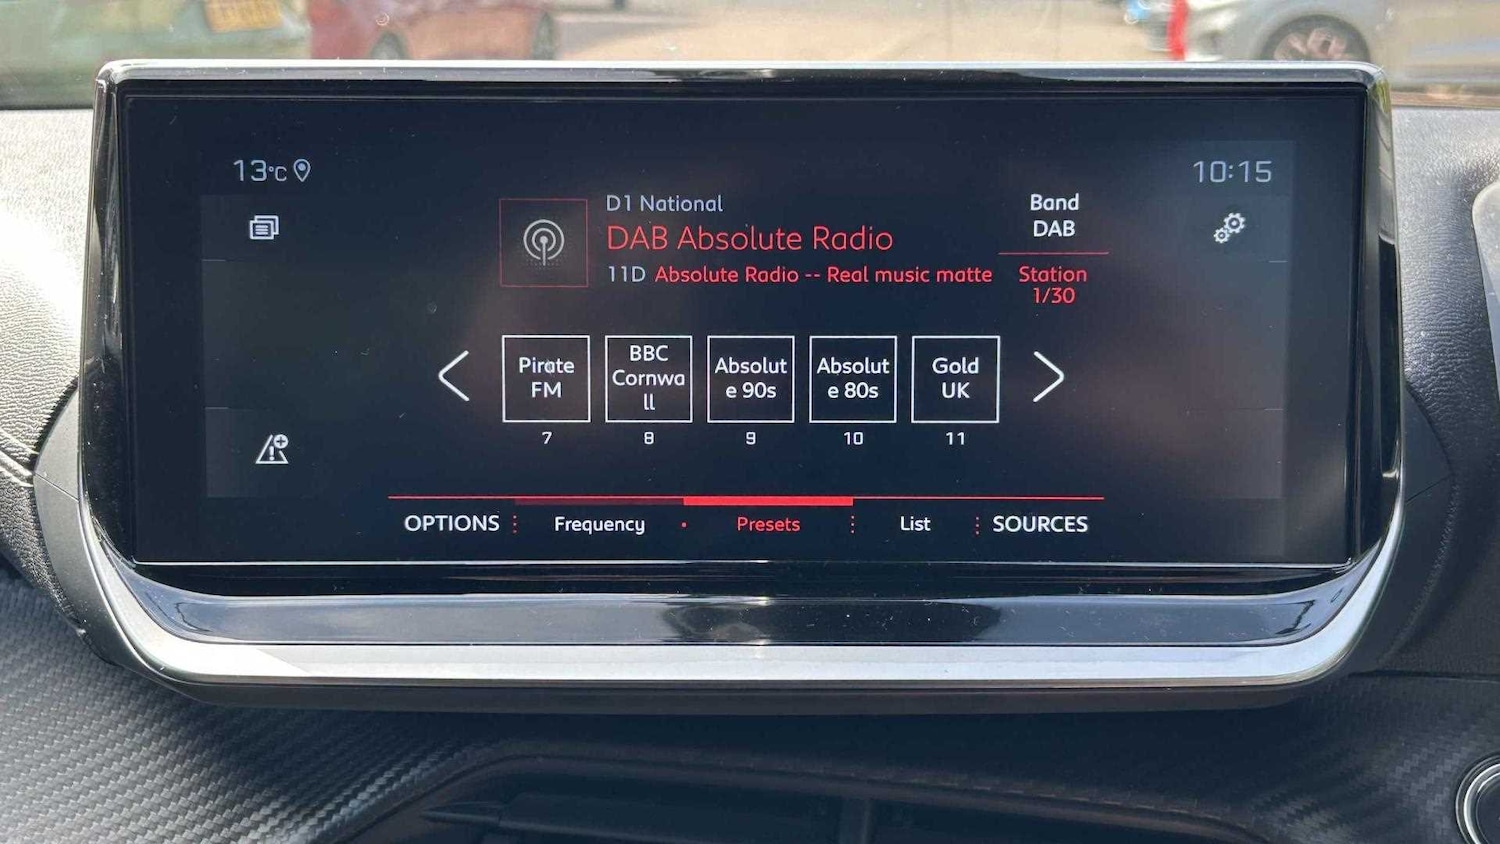 13°C
10:15
D1 National
DAB Absolute Radio
11D Absolute Radio -- Real music matte
Band
DAB
Station
1/30
Pirate
FM
7
BBC
Cornwa
ll
8
Absolut
e 90s
9
Absolut
e 80s
10
Gold
UK
11
OPTIONS
Frequency
Presets
List
SOURCES